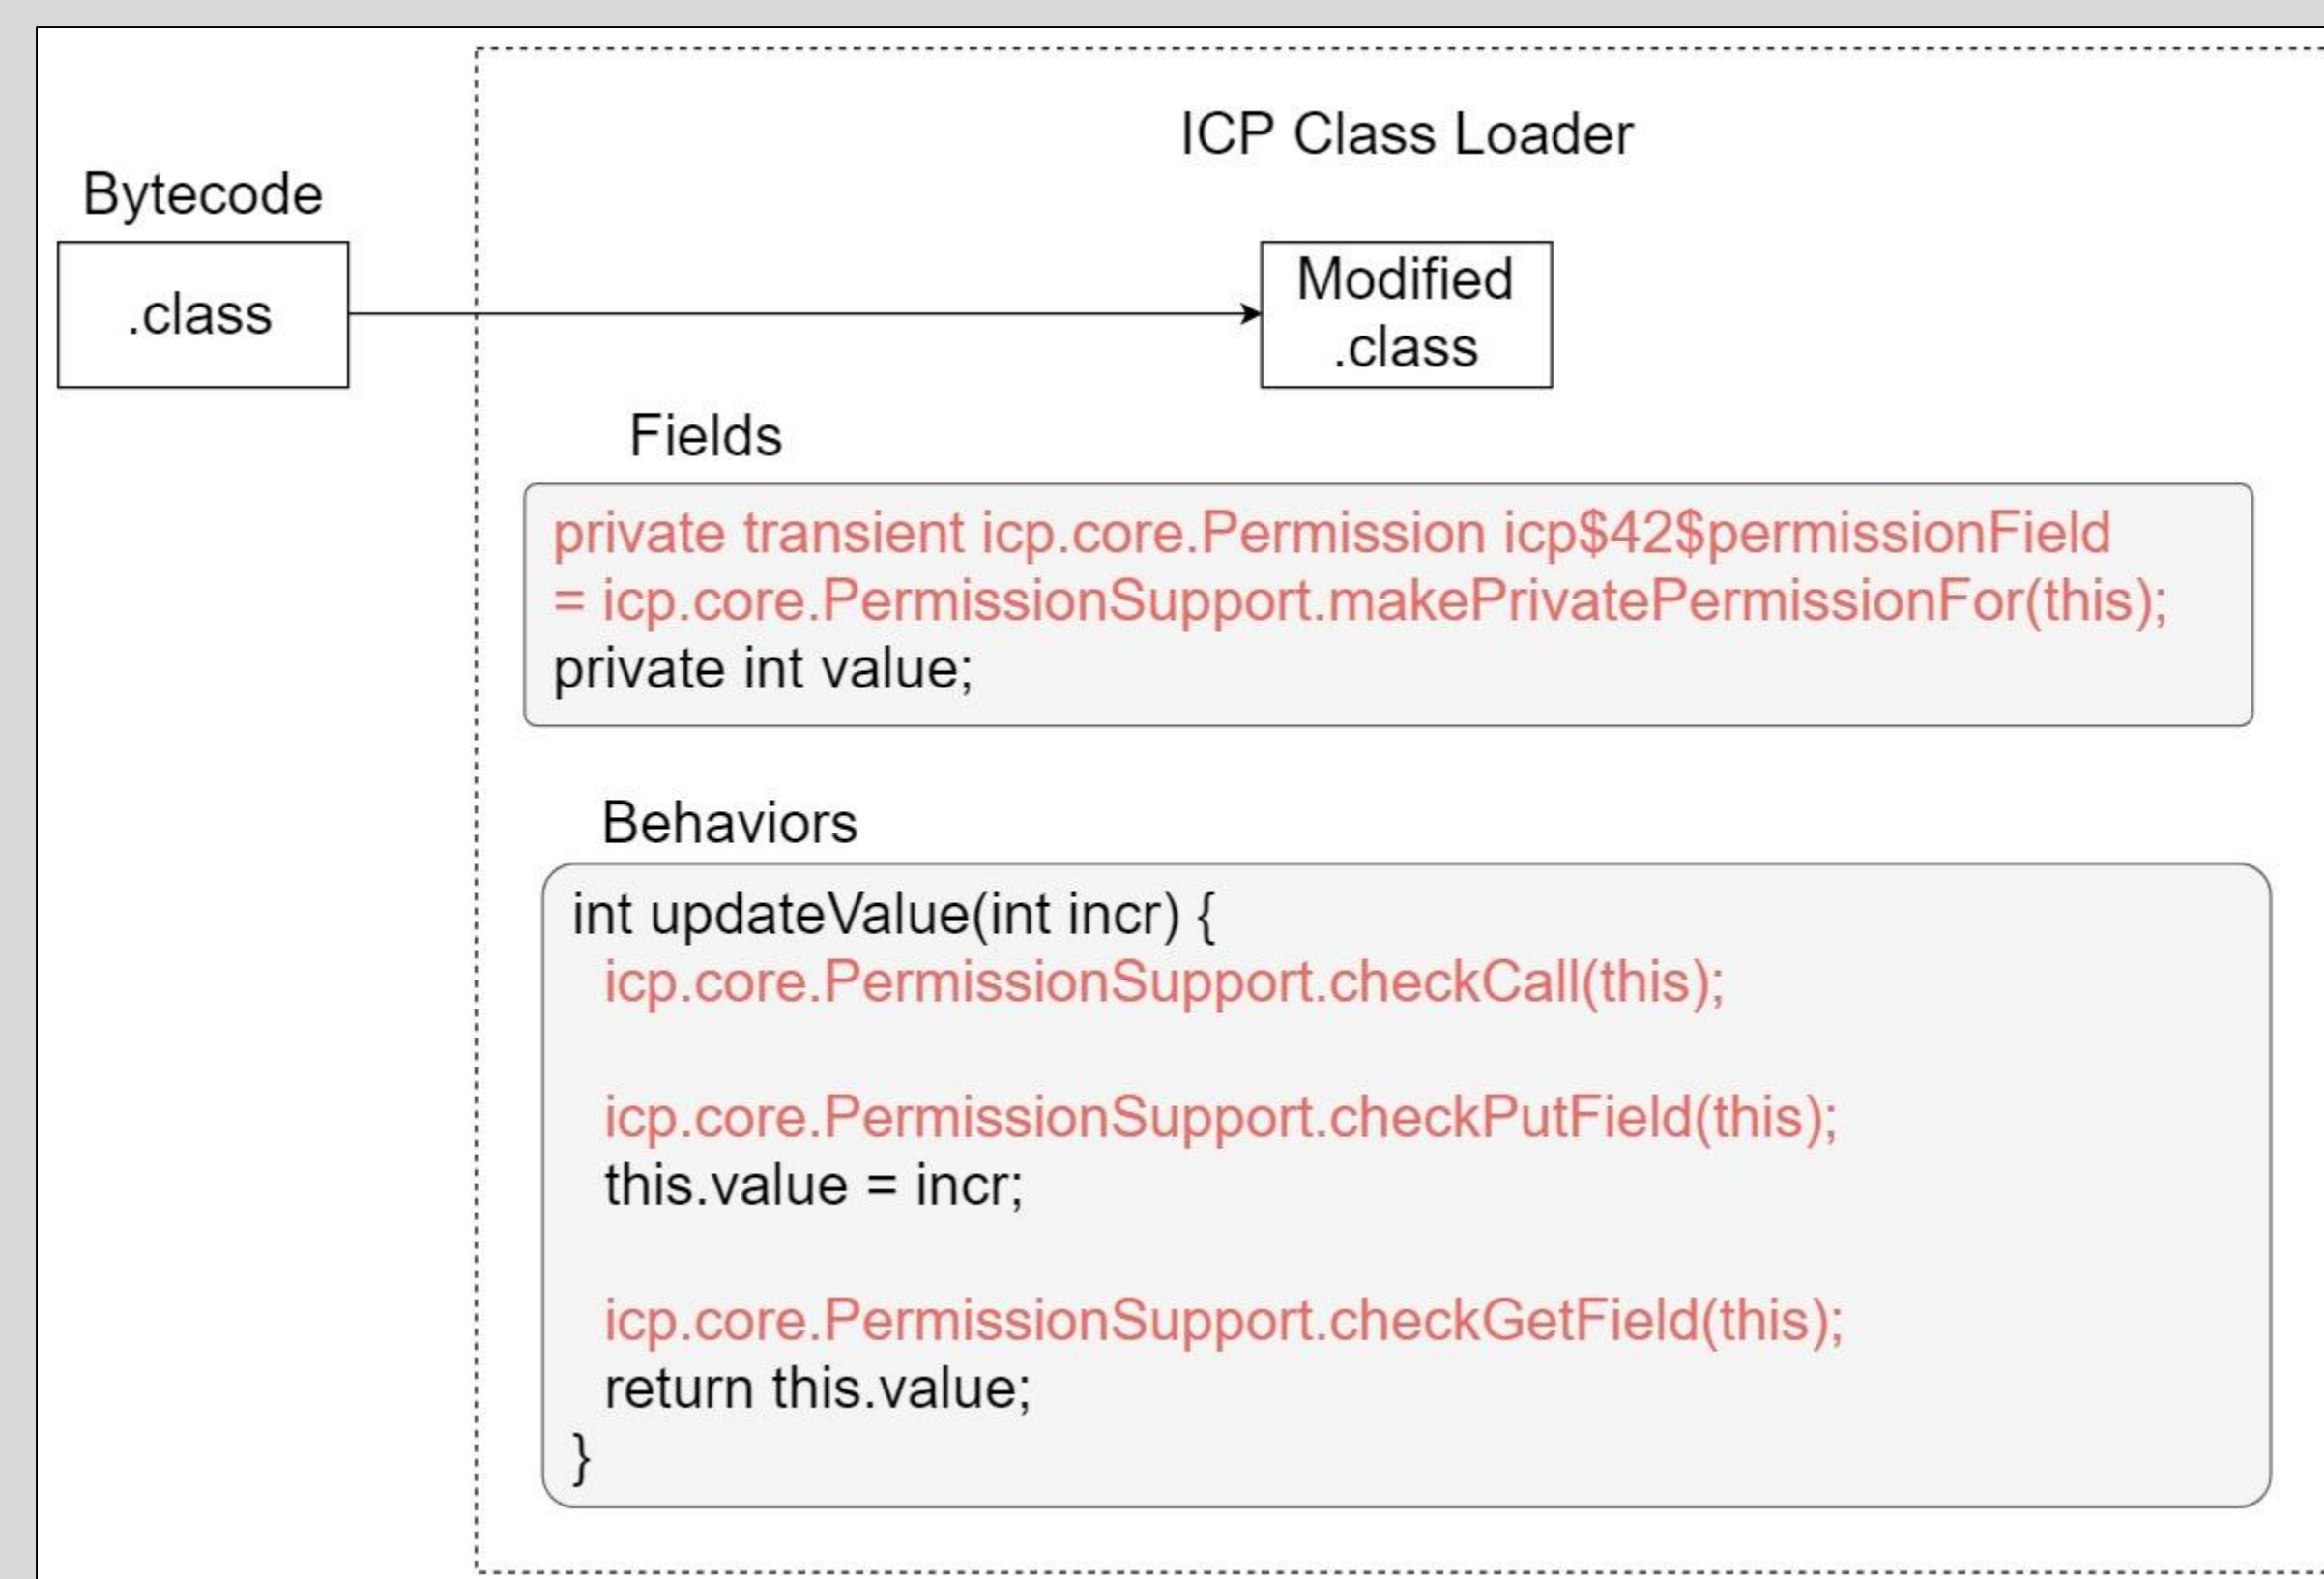 ICP Class Loader
Bytecode
.class
Modified
.class
Fields
private transient icp.core.Permission icp$42$permissionField
= icp.core.PermissionSupport.makePrivatePermissionFor(this);
private int value;
Behaviors
int updateValue(int incr) {
icp.core.PermissionSupport.checkCall(this);
icp.core.PermissionSupport.checkPutField(this);
this.value = incr;
icp.core.PermissionSupport.checkGetField(this);
return this.value;
}